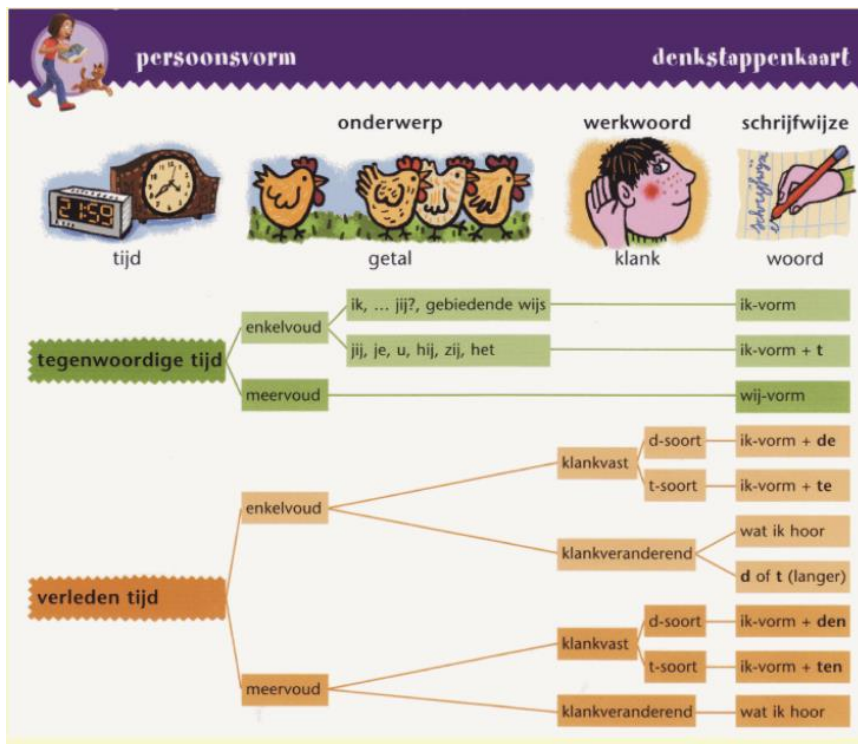 persoonsvorm
denkstappenkaart
onderwerp
werkwoord
schrijfwijze
21:59
schrijfwijze
tijd
getal
klank
woord
tegenwoordige tijd
enkelvoud
ik, ... jij?, gebiedende wijs
ik-vorm
jij, je, u, hij, zij, het
ik-vorm + t
meervoud
wij-vorm
verleden tijd
enkelvoud
klankvast
d-soort
ik-vorm + de
t-soort
ik-vorm + te
klankveranderend
wat ik hoor
d of t (langer)
meervoud
klankvast
d-soort
ik-vorm + den
t-soort
ik-vorm + ten
klankveranderend
wat ik hoor